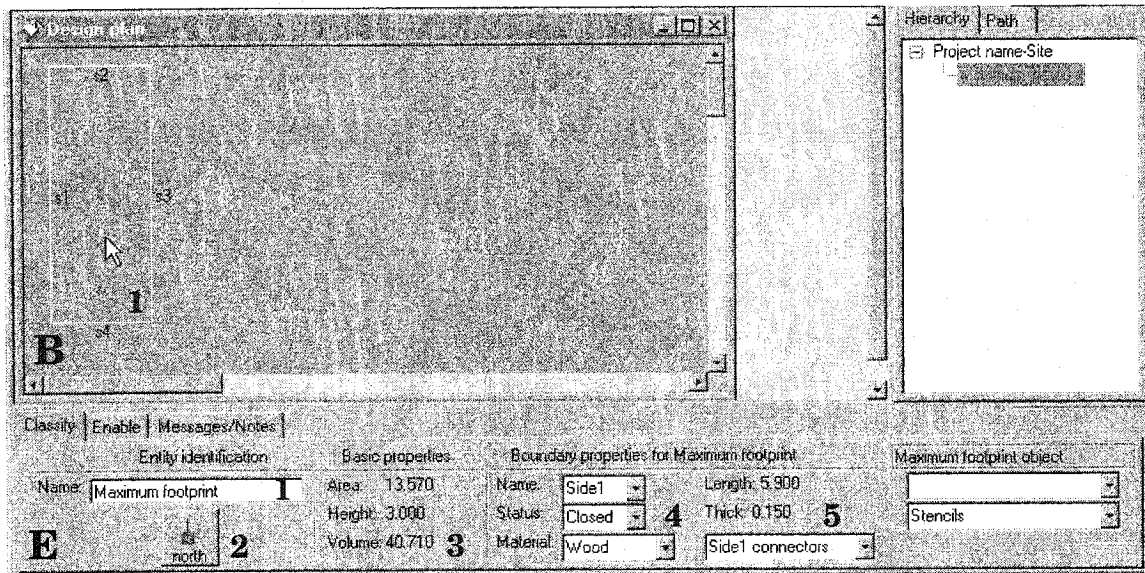 Design plan
Hierarchy Path
Project name-Site
s2
s1
s3
1
s4
B
Classify Enable Messages/Notes
Entity identification
Basic properties
Boundary properties for Maximum footprint
Maximum footprint object
Name: Maximum footprint 1
Area: 13.570
Name: Side1
Length: 5.900
Height: 3.000
Status: Closed 4
Thick: 0.150 5
Stencils
E
north 2
Volume: 40.710 3
Material: Wood
Side1 connectors